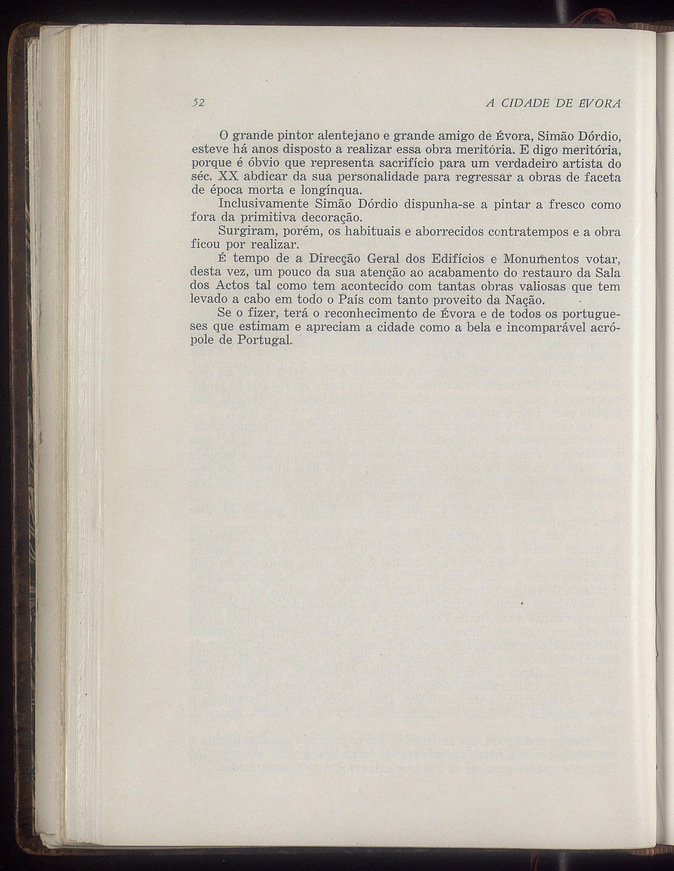 52
A CIDADE DE ÉVORA
O grande pintor alentejano e grande amigo de Évora, Simão Dórdio,
esteve há anos disposto a realizar essa obra meritória. E digo meritória,
porque é óbvio que representa sacrifício para um verdadeiro artista do
séc. XX abdicar da sua personalidade para regressar a obras de faceta
de época morta e longínqua.
Inclusivamente Simão Dórdio dispunha-se a pintar a fresco como
fora da primitiva decoração.
Surgiram, porém, os habituais e aborrecidos contratempos e a obra
ficou por realizar.
É tempo de a Direcção Geral dos Edifícios e Monumentos votar,
desta vez, um pouco da sua atenção ao acabamento do restauro da Sala
dos Actos tal como tem acontecido com tantas obras valiosas que tem
levado a cabo em todo o País com tanto proveito da Nação.
Se o fizer, terá o reconhecimento de Évora e de todos os portugue-
ses que estimam e apreciam a cidade como a bela e incomparável acró-
pole de Portugal.